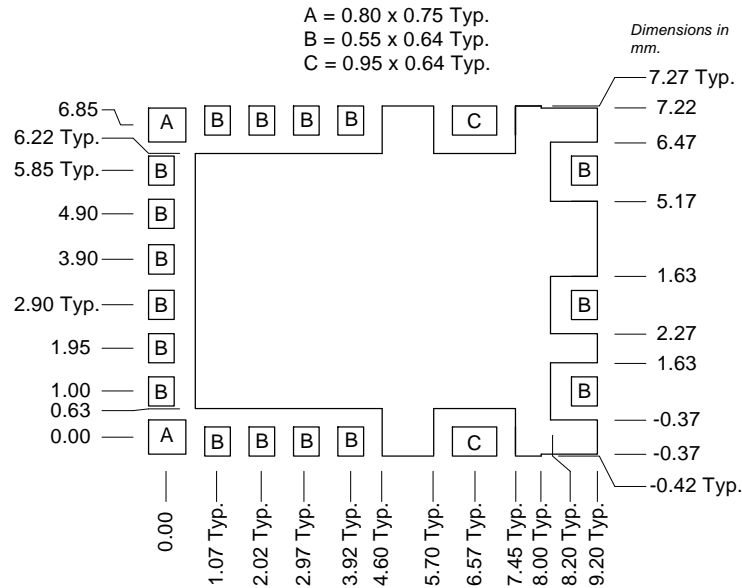 A = 0.80 x 0.75 Typ.
B = 0.55 x 0.64 Typ.
C = 0.95 x 0.64 Typ.
Dimensions in
mm.
7.27 Typ.
6.85
A
B
B
B
B
C
7.22
6.22 Typ.
6.47
5.85 Typ.
B
B
4.90
B
5.17
3.90
B
1.63
2.90 Typ.
B
B
2.27
1.95
B
1.63
1.00
B
B
0.63
-0.37
0.00
A
B
B
B
B
C
-0.37
-0.42 Typ.
0.00
1.07 Typ.
2.02 Typ.
2.97 Typ.
3.92 Typ.
4.60 Typ.
5.70 Typ.
6.57 Typ.
7.45 Typ.
8.00 Typ.
8.20 Typ.
9.20 Typ.